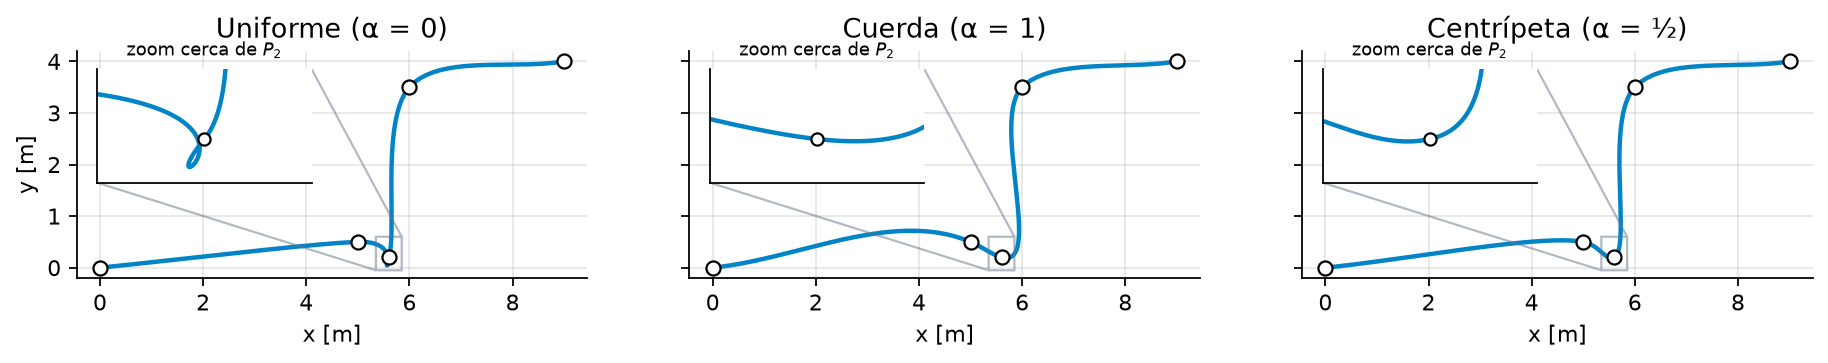 Uniforme (α = 0)
zoom cerca de P₂
4
3
2
1
0
y [m]
0 2 4 6 8
x [m]
Cuerda (α = 1)
zoom cerca de P₂
0 2 4 6 8
x [m]
Centrípeta (α = ½)
zoom cerca de P₂
0 2 4 6 8
x [m]